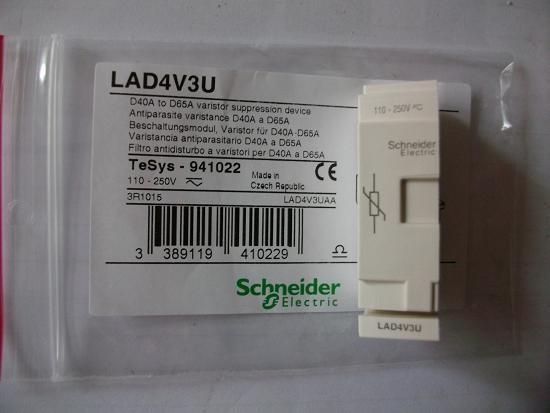 LAD4V3U
D40A to D65A varistor suppression device
Antiparasite varistance D40A a D65A
Beschaltungsmodul, Varistor für D40A-D65A
Varistancia antiparasitario D40A a D65A
Filtro antidisturbo a varistori per D40A a D65A
TeSys - 941022
Made in
Czech Republic
CE
110 - 250V
3R1015
LAD4V3UAA
3 389119 410229
Schneider
Electric
110 - 250V
Schneider
Electric
LAD4V3U